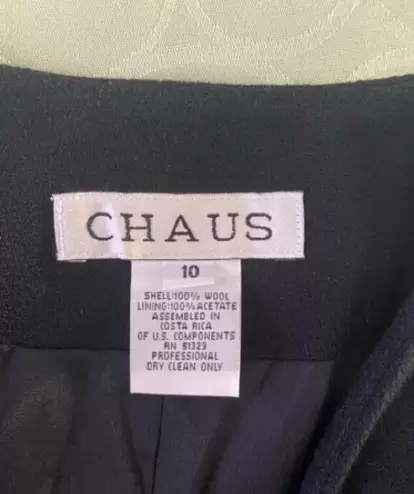 CHAUS
10
SHELL:100% WOOL
LINING:100% ACETATE
ASSEMBLED IN
COSTA RICA
OF U.S. COMPONENTS
RN 51323
PROFESSIONAL
DRY CLEAN ONLY